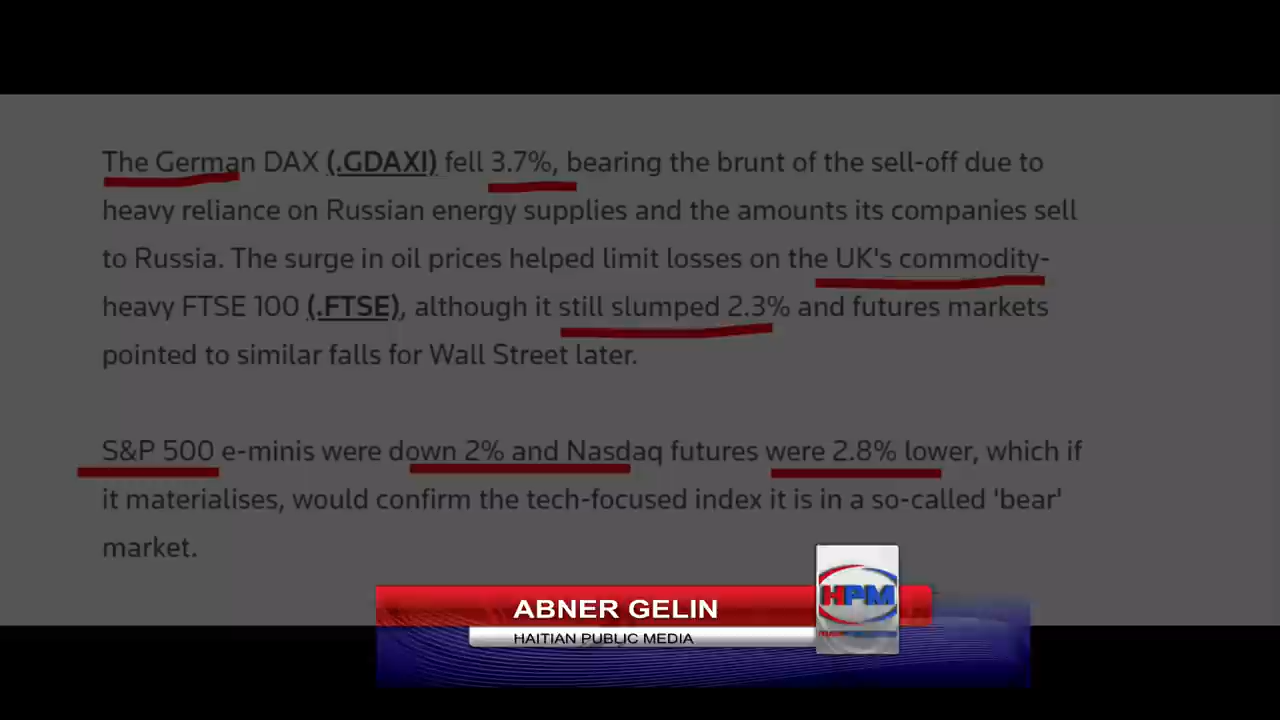 The German DAX (.GDAXI) fell 3.7%, bearing the brunt of the sell-off due to
heavy reliance on Russian energy supplies and the amounts its companies sell
to Russia. The surge in oil prices helped limit losses on the UK's commodity-
heavy FTSE 100 (.FTSE), although it still slumped 2.3% and futures markets
pointed to similar falls for Wall Street later.
S&P 500 e-minis were down 2% and Nasdaq futures were 2.8% lower, which if
it materialises, would confirm the tech-focused index it is in a so-called 'bear'
market.
ABNER GELIN
HAITIAN PUBLIC MEDIA
HPM